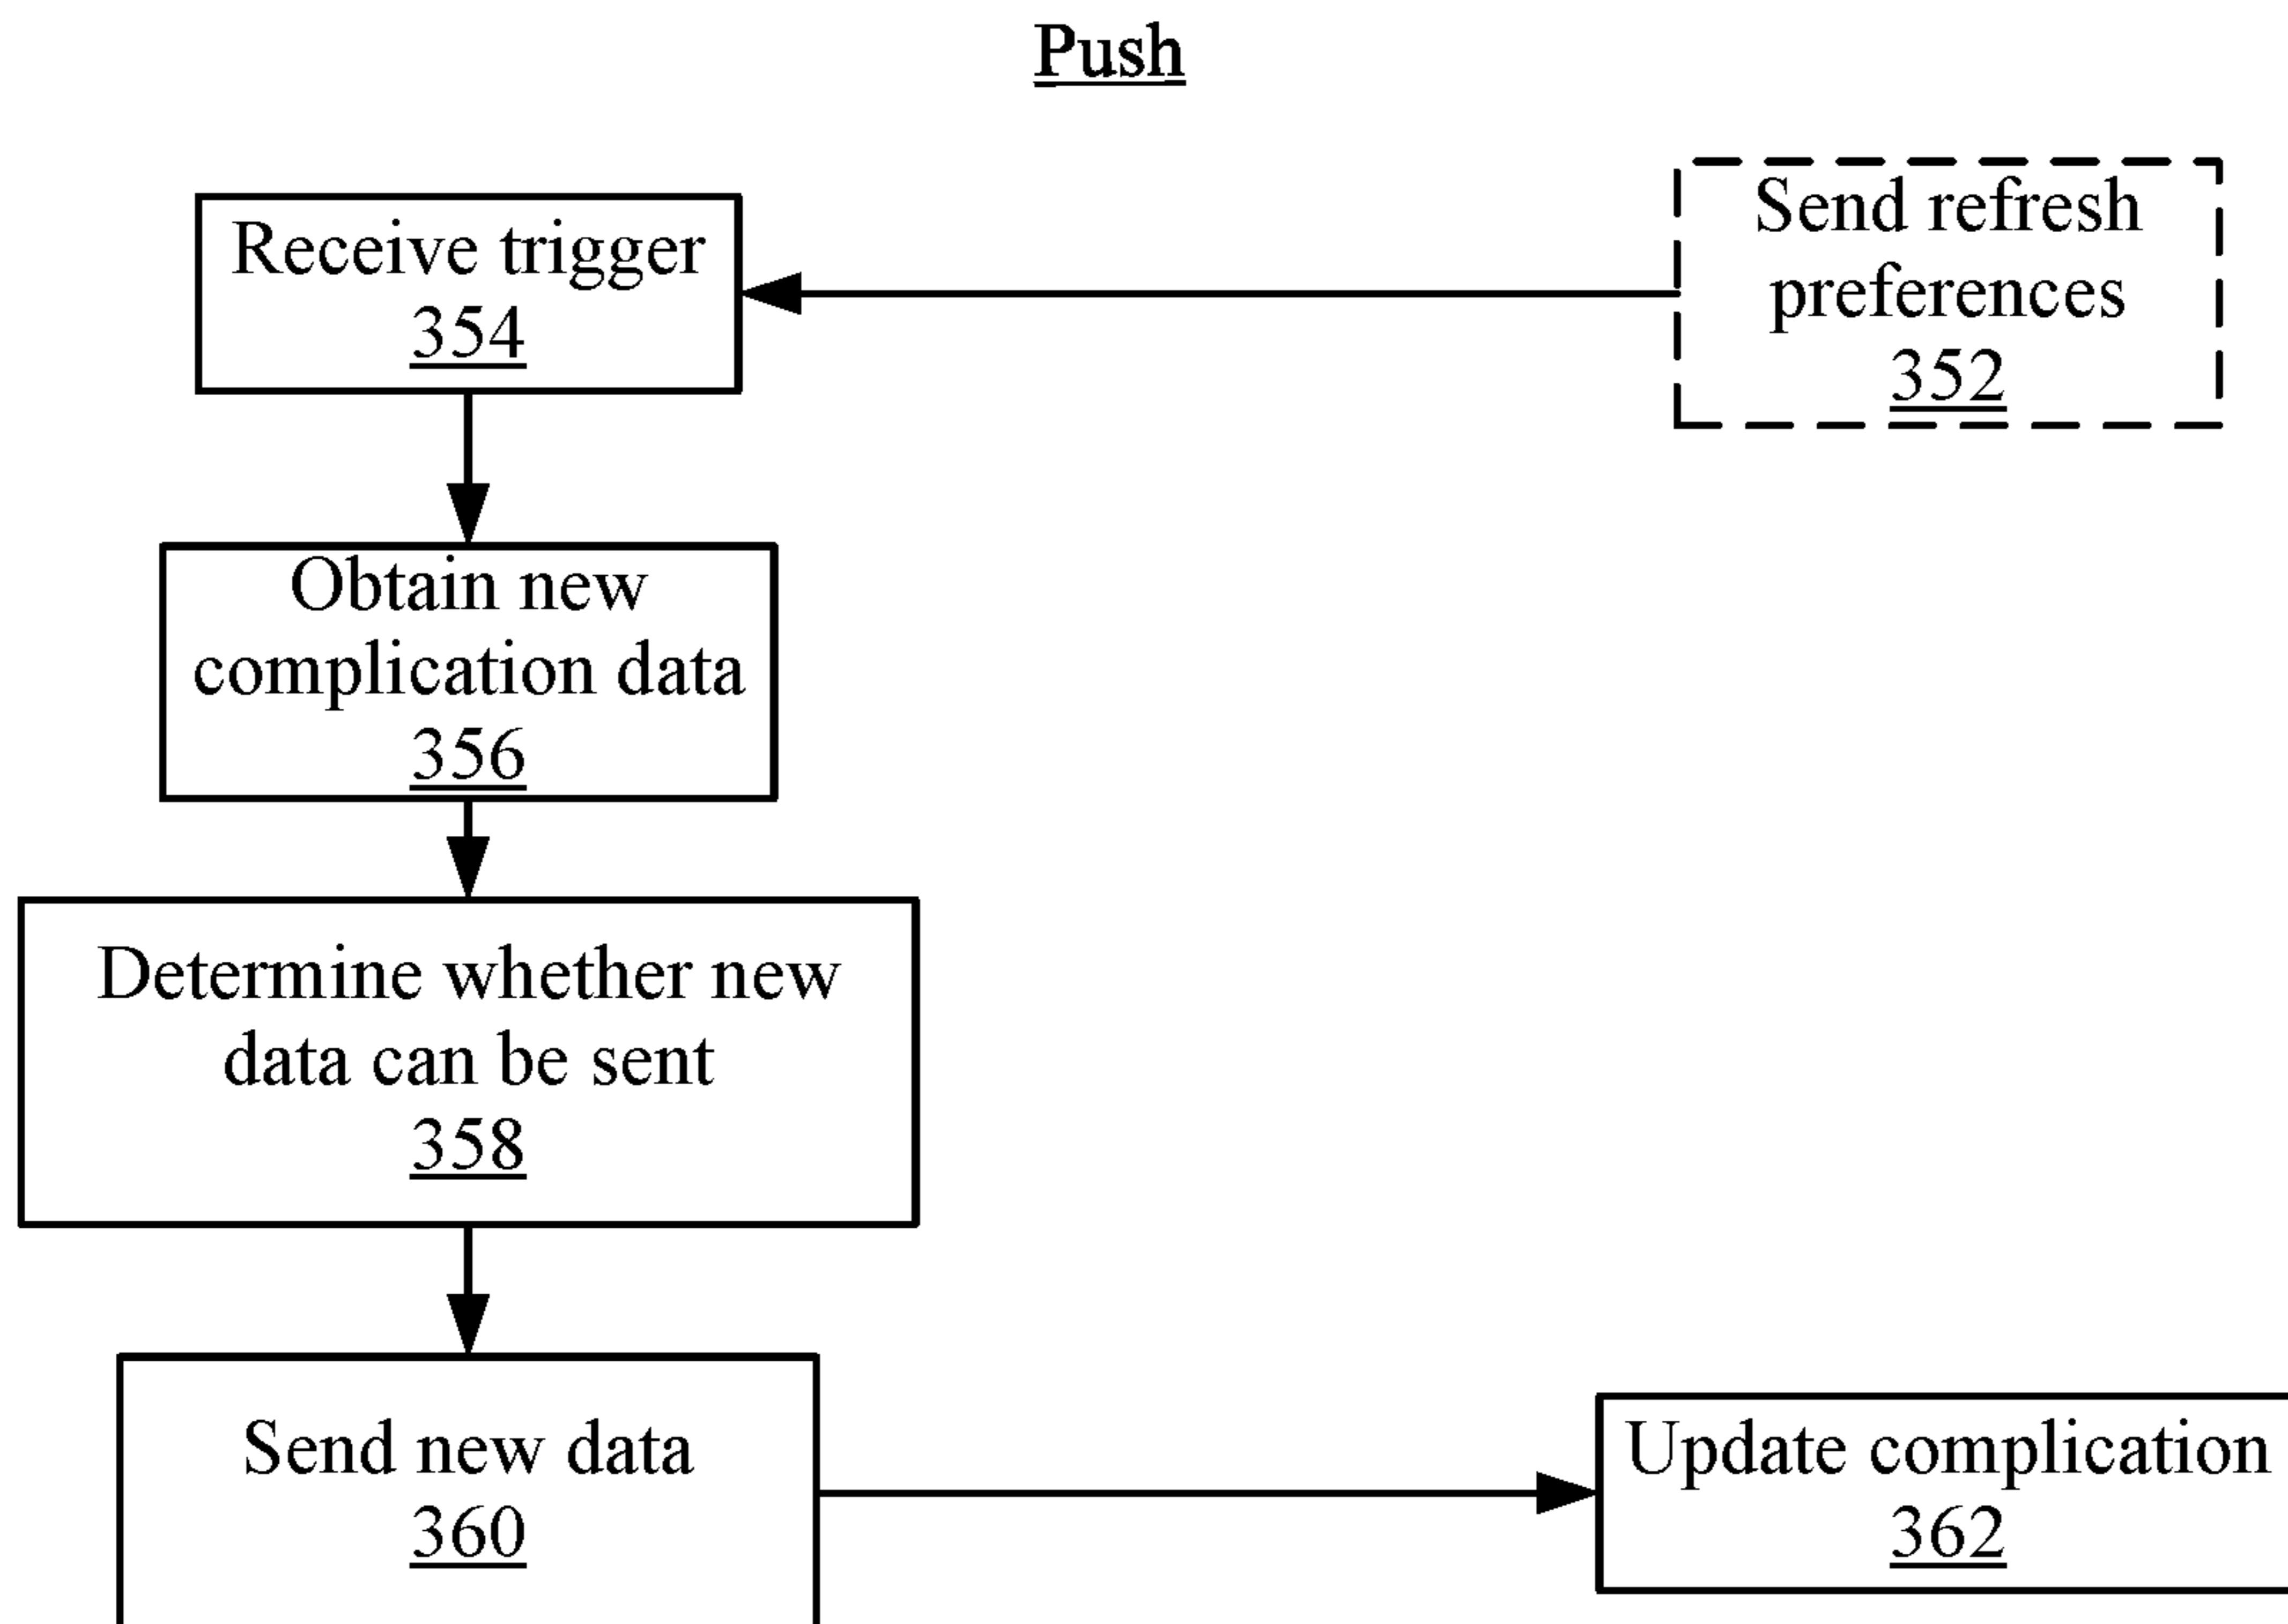 Push
Receive trigger
354
Send refresh
preferences
352
Obtain new
complication data
356
Determine whether new
data can be sent
358
Send new data
360
Update complication
362